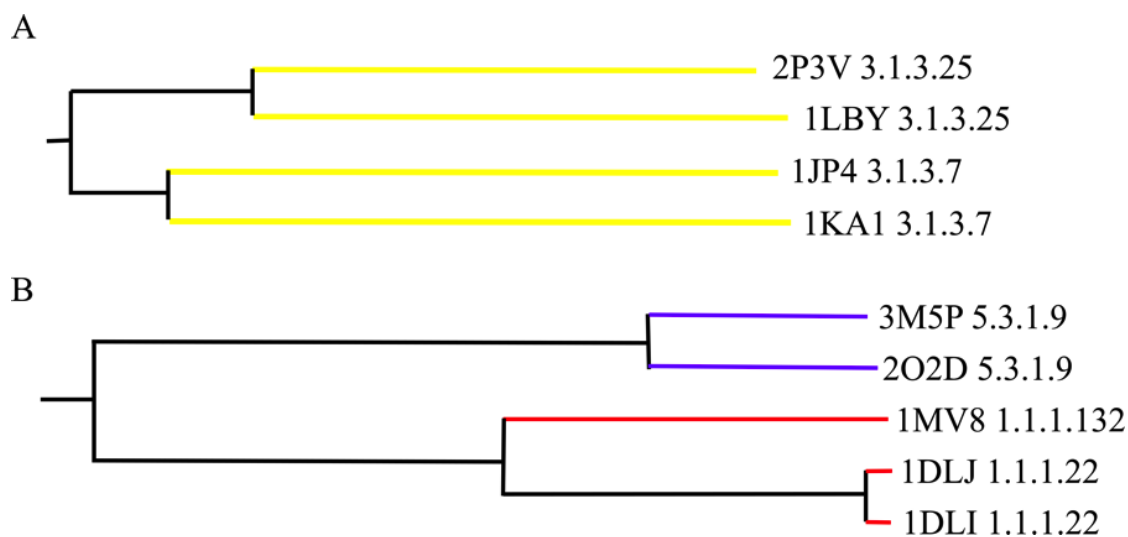 A
2P3V 3.1.3.25
1LBY 3.1.3.25
1JP4 3.1.3.7
1KA1 3.1.3.7
B
3M5P 5.3.1.9
2O2D 5.3.1.9
1MV8 1.1.1.132
1DLJ 1.1.1.22
1DLI 1.1.1.22